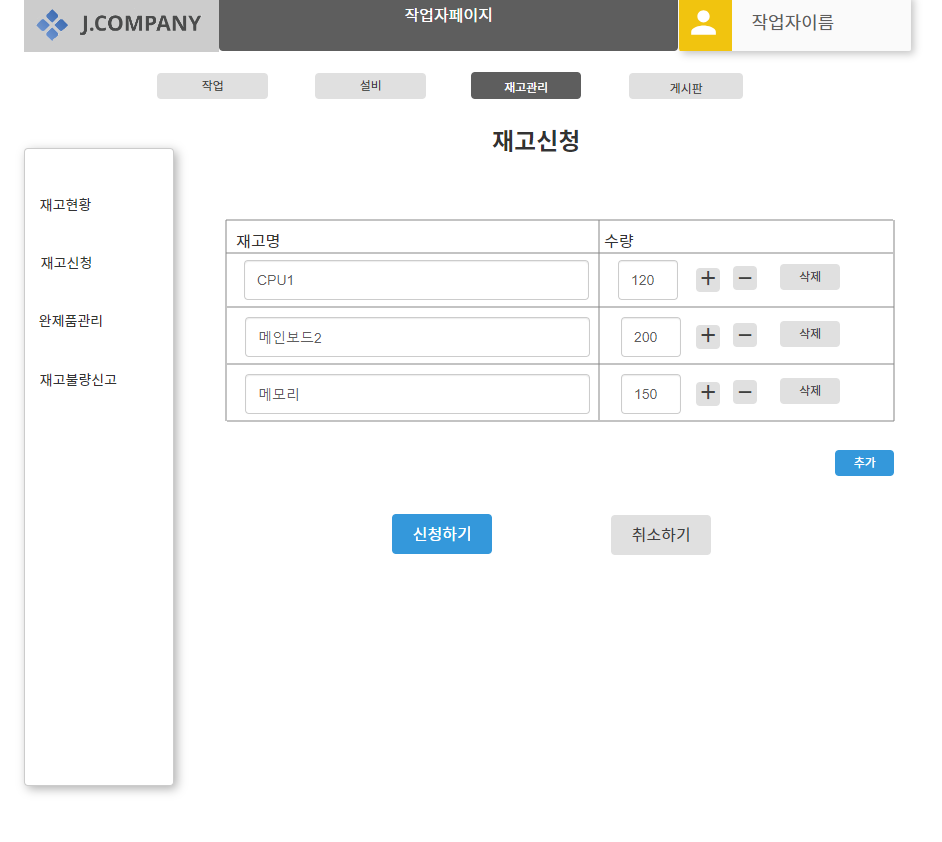 J.COMPANY
작업자페이지
작업자이름
작업 설비 재고관리 게시판
재고신청
재고현황
재고신청
완제품관리
재고불량신고
재고명 수량
CPU1 120 + − 삭제
메인보드2 200 + − 삭제
메모리 150 + − 삭제
추가
신청하기 취소하기